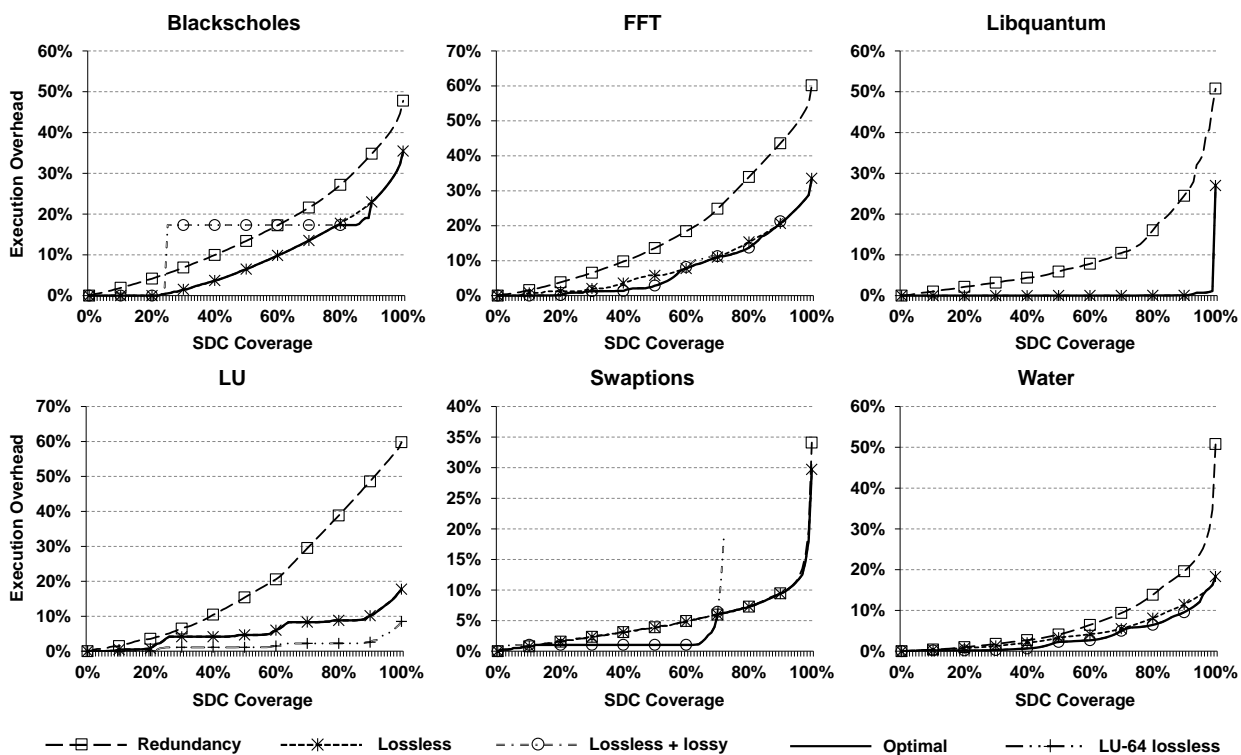 Blackscholes
60%
50%
40%
30%
20%
10%
0%
Execution Overhead
0% 20% 40% 60% 80% 100%
SDC Coverage
FFT
70%
60%
50%
40%
30%
20%
10%
0%
0% 20% 40% 60% 80% 100%
SDC Coverage
Libquantum
60%
50%
40%
30%
20%
10%
0%
0% 20% 40% 60% 80% 100%
SDC Coverage
LU
70%
60%
50%
40%
30%
20%
10%
0%
Execution Overhead
0% 20% 40% 60% 80% 100%
SDC Coverage
Swaptions
40%
35%
30%
25%
20%
15%
10%
5%
0%
0% 20% 40% 60% 80% 100%
SDC Coverage
Water
60%
50%
40%
30%
20%
10%
0%
0% 20% 40% 60% 80% 100%
SDC Coverage
Redundancy Lossless Lossless + lossy Optimal LU-64 lossless